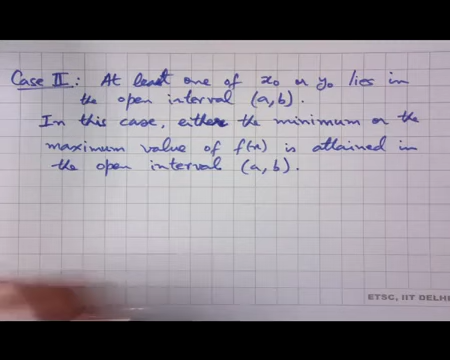 Case II: At least one of x₀ or y₀ lies in
the open interval (a, b).
In this case, either the minimum or the
maximum value of f(x) is attained in
the open interval (a, b).
ETSC, IIT DELHI